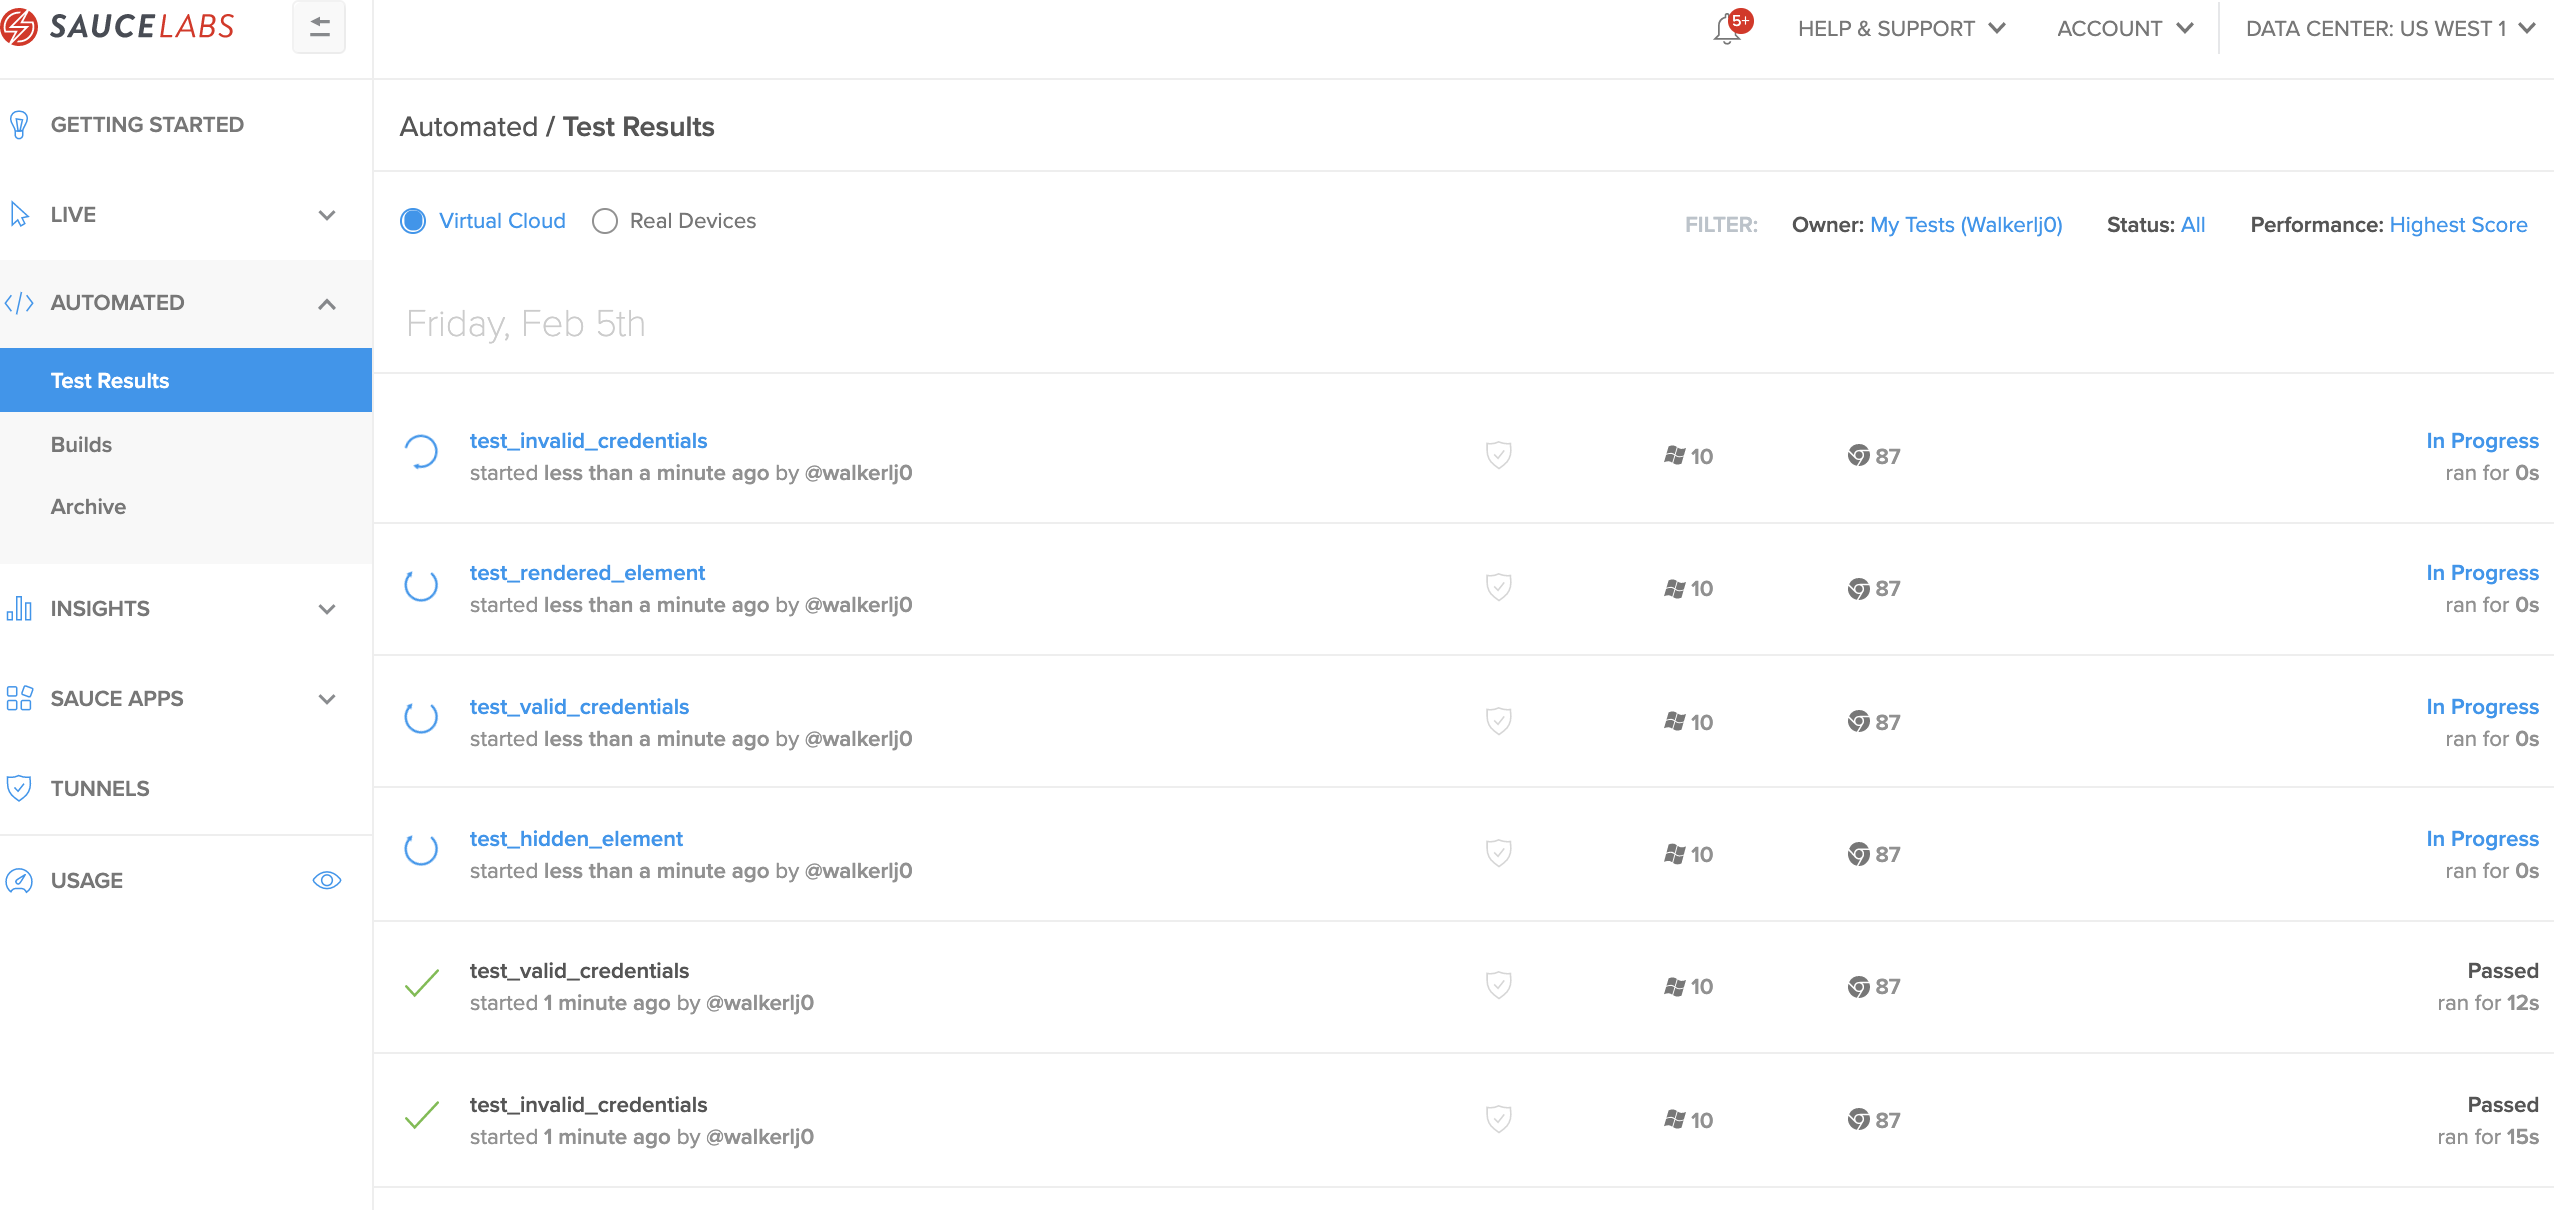 SAUCELABS
5+
HELP & SUPPORT
ACCOUNT
DATA CENTER: US WEST 1
GETTING STARTED
LIVE
AUTOMATED
Test Results
Builds
Archive
INSIGHTS
SAUCE APPS
TUNNELS
USAGE
Automated / Test Results
Virtual Cloud
Real Devices
FILTER:
Owner: My Tests (Walkerlj0)
Status: All
Performance: Highest Score
Friday, Feb 5th
test_invalid_credentials
started less than a minute ago by @walkerlj0
10
87
In Progress
ran for 0s
test_rendered_element
started less than a minute ago by @walkerlj0
10
87
In Progress
ran for 0s
test_valid_credentials
started less than a minute ago by @walkerlj0
10
87
In Progress
ran for 0s
test_hidden_element
started less than a minute ago by @walkerlj0
10
87
In Progress
ran for 0s
test_valid_credentials
started 1 minute ago by @walkerlj0
10
87
Passed
ran for 12s
test_invalid_credentials
started 1 minute ago by @walkerlj0
10
87
Passed
ran for 15s